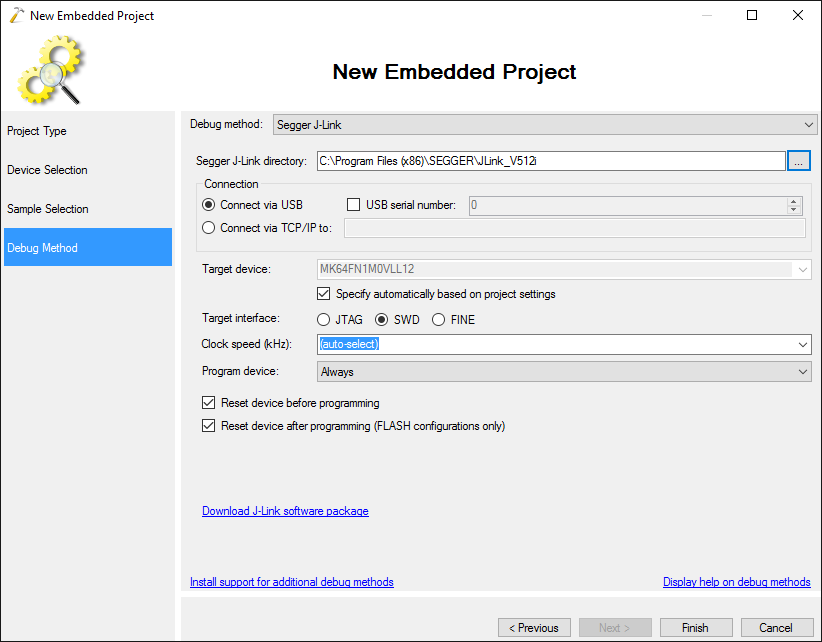 New Embedded Project
New Embedded Project
Project Type
Device Selection
Sample Selection
Debug Method
Debug method: Segger J-Link
Segger J-Link directory: C:\Program Files (x86)\SEGGER\JLink_V512i ...
Connection
Connect via USB USB serial number: 0
Connect via TCP/IP to:
Target device: MK64FN1M0VLL12
Specify automatically based on project settings
Target interface: JTAG SWD FINE
Clock speed (kHz): (auto-select)
Program device: Always
Reset device before programming
Reset device after programming (FLASH configurations only)
Download J-Link software package
Install support for additional debug methods Display help on debug methods
< Previous Next > Finish Cancel